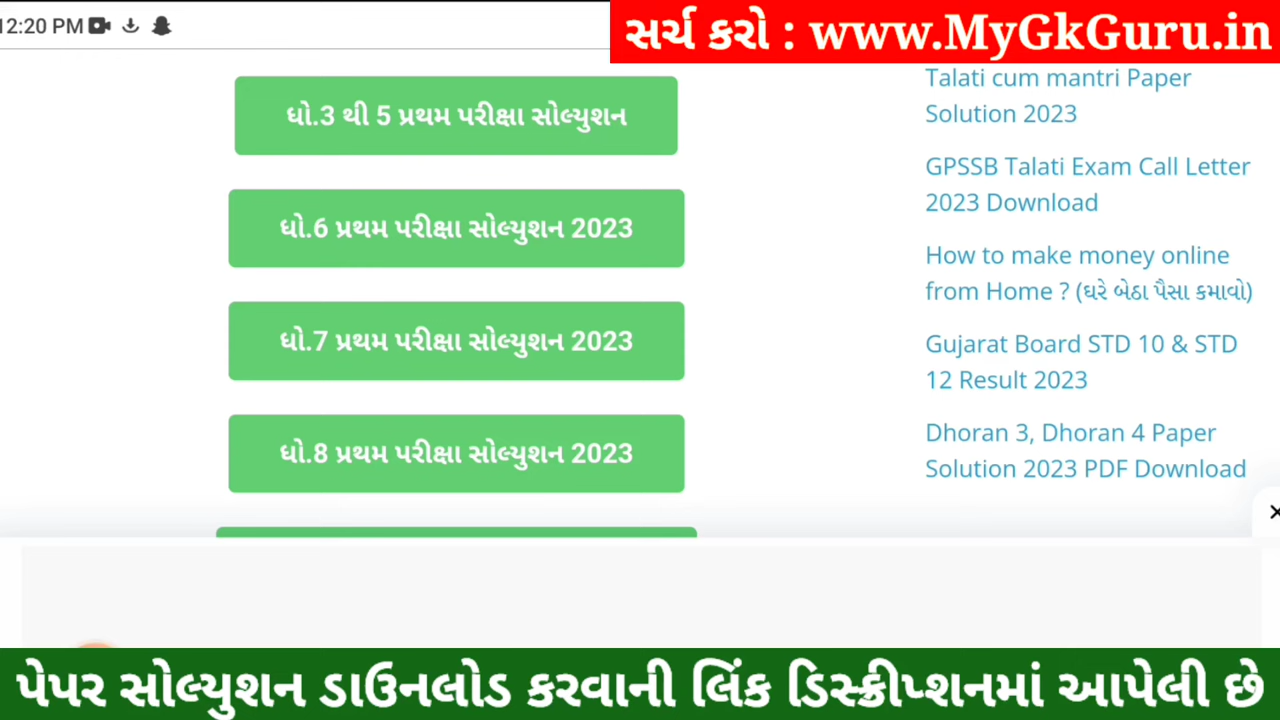 12:20 PM
સર્ચ કરો : www.MyGkGuru.in
ધો.3 થી 5 પ્રથમ પરીક્ષા સોલ્યુશન
ધો.6 પ્રથમ પરીક્ષા સોલ્યુશન 2023
ધો.7 પ્રથમ પરીક્ષા સોલ્યુશન 2023
ધો.8 પ્રથમ પરીક્ષા સોલ્યુશન 2023
Talati cum mantri Paper
Solution 2023
GPSSB Talati Exam Call Letter
2023 Download
How to make money online
from Home ? (ઘરે બેઠા પૈસા કમાવો)
Gujarat Board STD 10 & STD
12 Result 2023
Dhoran 3, Dhoran 4 Paper
Solution 2023 PDF Download
પેપર સોલ્યુશન ડાઉનલોડ કરવાની લિંક ડિસ્ક્રીપ્શનમાં આપેલી છે